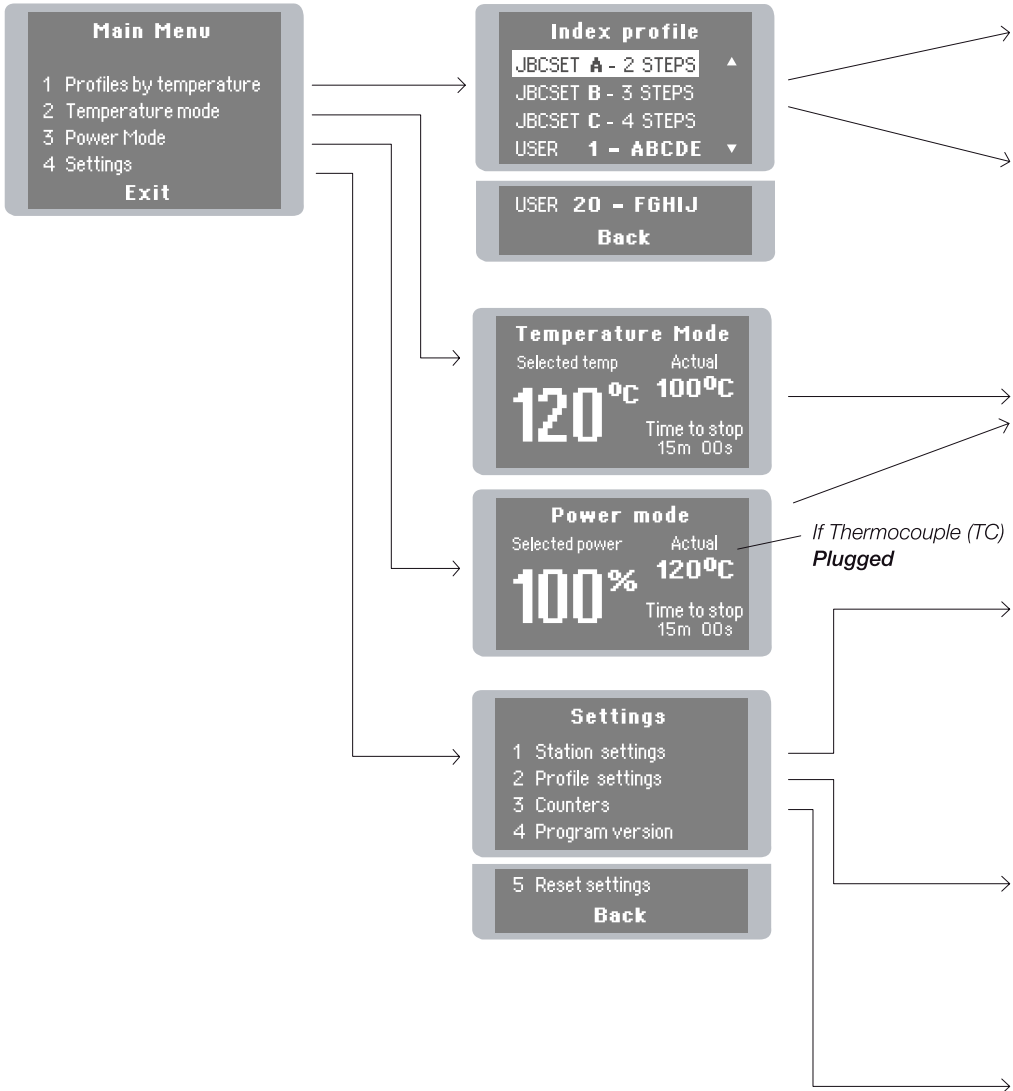 Main Menu
1 Profiles by temperature
2 Temperature mode
3 Power Mode
4 Settings
Exit
Index profile
JBCSET A - 2 STEPS ▲
JBCSET B - 3 STEPS
JBCSET C - 4 STEPS
USER 1 - ABCDE ▼
USER 20 - FGHIJ
Back
Temperature Mode
Selected temp Actual
120ºC 100ºC
Time to stop
15m 00s
Power mode
Selected power Actual
100% 120ºC
Time to stop
15m 00s
If Thermocouple (TC)
Plugged
Settings
1 Station settings
2 Profile settings
3 Counters
4 Program version
5 Reset settings
Back